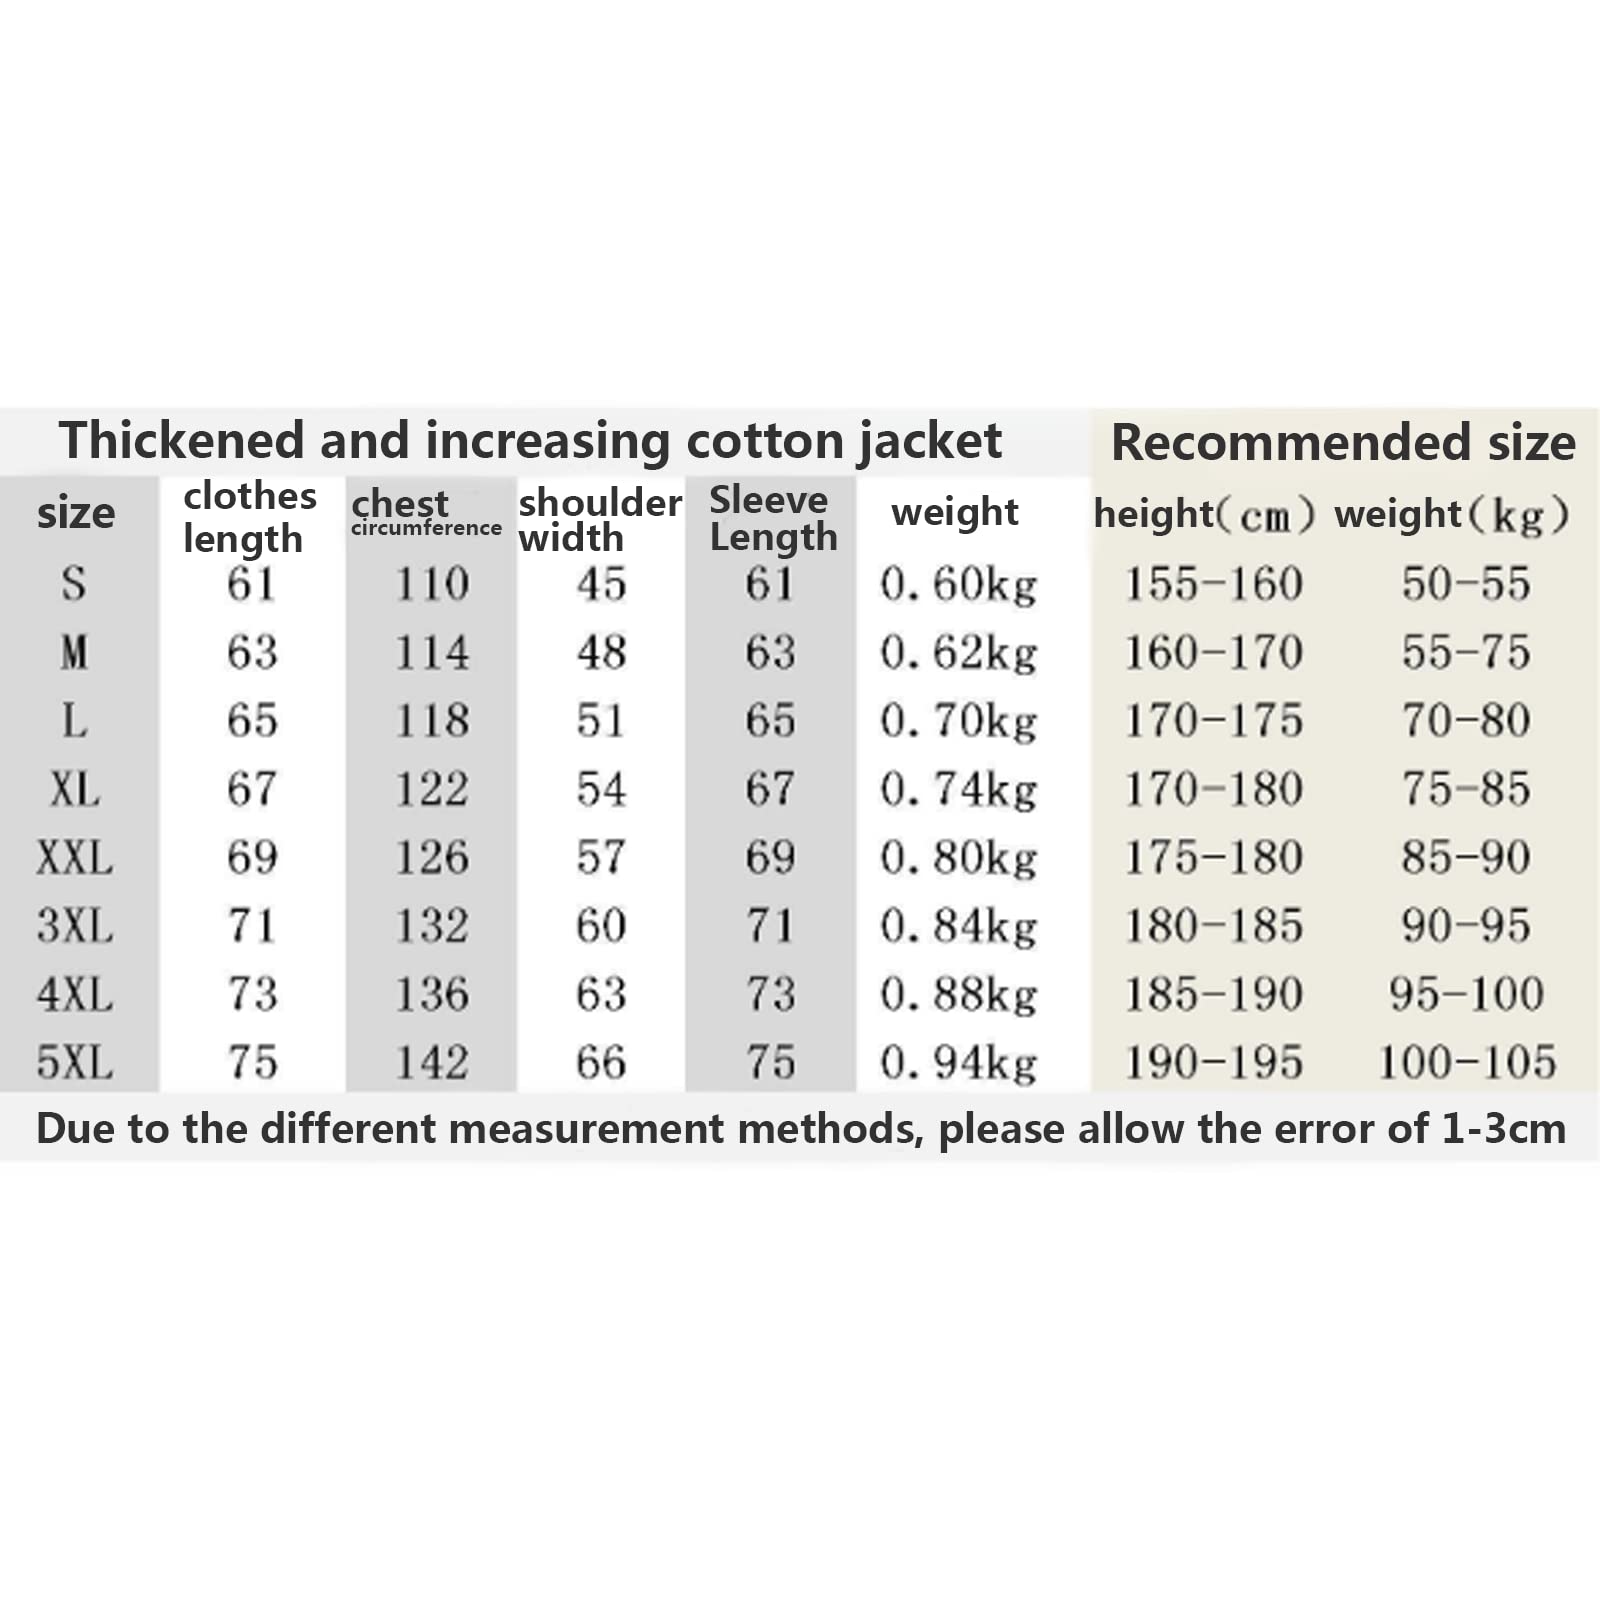 Thickened and increasing cotton jacket Recommended size
size clothes length chest circumference shoulder width Sleeve Length weight height(cm) weight(kg)
S 61 110 45 61 0.60kg 155-160 50-55
M 63 114 48 63 0.62kg 160-170 55-75
L 65 118 51 65 0.70kg 170-175 70-80
XL 67 122 54 67 0.74kg 170-180 75-85
XXL 69 126 57 69 0.80kg 175-180 85-90
3XL 71 132 60 71 0.84kg 180-185 90-95
4XL 73 136 63 73 0.88kg 185-190 95-100
5XL 75 142 66 75 0.94kg 190-195 100-105
Due to the different measurement methods, please allow the error of 1-3cm